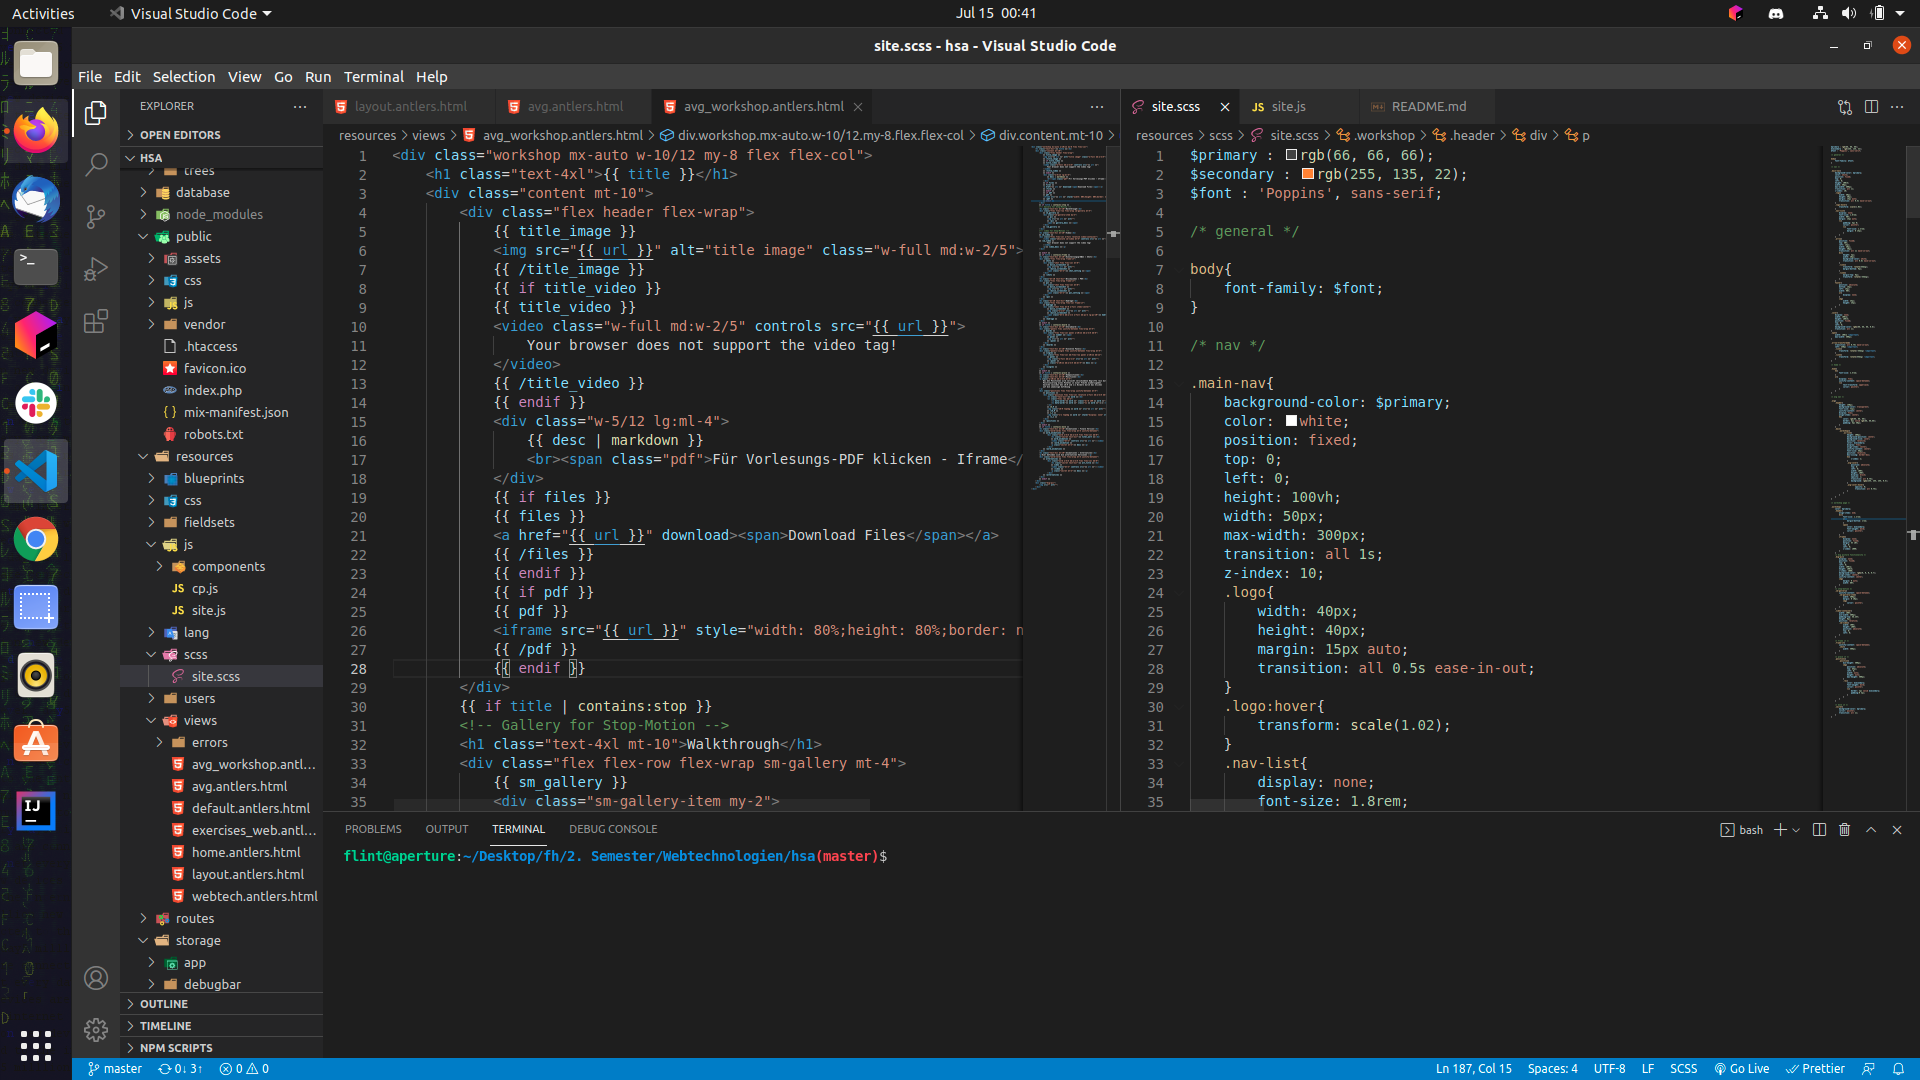 Activities
Visual Studio Code
Jul 15 00:41
site.scss - hsa - Visual Studio Code
File Edit Selection View Go Run Terminal Help
EXPLORER
OPEN EDITORS
HSA
trees
database
node_modules
public
assets
css
js
vendor
.htaccess
favicon.ico
index.php
mix-manifest.json
robots.txt
resources
blueprints
css
fieldsets
js
components
cp.js
site.js
lang
scss
site.scss
users
views
errors
avg_workshop.antl...
avg.antlers.html
default.antlers.html
exercises_web.antl...
home.antlers.html
layout.antlers.html
webtech.antlers.html
routes
storage
app
debugbar
OUTLINE
TIMELINE
NPM SCRIPTS
layout.antlers.html
avg.antlers.html
avg_workshop.antlers.html
resources > views > avg_workshop.antlers.html > div.workshop.mx-auto.w-10/12.my-8.flex.flex-col > div.content.mt-10 >
1 <div class="workshop mx-auto w-10/12 my-8 flex flex-col">
2 <h1 class="text-4xl">{{ title }}</h1>
3 <div class="content mt-10">
4 <div class="flex header flex-wrap">
5 {{ title_image }}
6 <img src="{{ url }}" alt="title image" class="w-full md:w-2/5">
7 {{ /title_image }}
8 {{ if title_video }}
9 {{ title_video }}
10 <video class="w-full md:w-2/5" controls src="{{ url }}">
11 Your browser does not support the video tag!
12 </video>
13 {{ /title_video }}
14 {{ endif }}
15 <div class="w-5/12 lg:ml-4">
16 {{ desc | markdown }}
17 <br><span class="pdf">Für Vorlesungs-PDF klicken - Iframe</
18 </div>
19 {{ if files }}
20 {{ files }}
21 <a href="{{ url }}" download><span>Download Files</span></a>
22 {{ /files }}
23 {{ endif }}
24 {{ if pdf }}
25 {{ pdf }}
26 <iframe src="{{ url }}" style="width: 80%;height: 80%;border: n
27 {{ /pdf }}
28 {{ endif }}
29 </div>
30 {{ if title | contains:stop }}
31 <!-- Gallery for Stop-Motion -->
32 <h1 class="text-4xl mt-10">Walkthrough</h1>
33 <div class="flex flex-row flex-wrap sm-gallery mt-4">
34 {{ sm_gallery }}
35 <div class="sm-gallery-item my-2">
site.scss
site.js
README.md
resources > scss > site.scss > .workshop > .header > div > p
1 $primary : rgb(66, 66, 66);
2 $secondary : rgb(255, 135, 22);
3 $font : 'Poppins', sans-serif;
4
5 /* general */
6
7 body{
8 font-family: $font;
9 }
10
11 /* nav */
12
13 .main-nav{
14 background-color: $primary;
15 color: white;
16 position: fixed;
17 top: 0;
18 left: 0;
19 height: 100vh;
20 width: 50px;
21 max-width: 300px;
22 transition: all 1s;
23 z-index: 10;
24 .logo{
25 width: 40px;
26 height: 40px;
27 margin: 15px auto;
28 transition: all 0.5s ease-in-out;
29 }
30 .logo:hover{
31 transform: scale(1.02);
32 }
33 .nav-list{
34 display: none;
35 font-size: 1.8rem;
PROBLEMS OUTPUT TERMINAL DEBUG CONSOLE
bash
flint@aperture:~/Desktop/fh/2. Semester/Webtechnologien/hsa(master)$
master 0↓ 3↑ 0 0
Ln 187, Col 15 Spaces: 4 UTF-8 LF SCSS Go Live Prettier